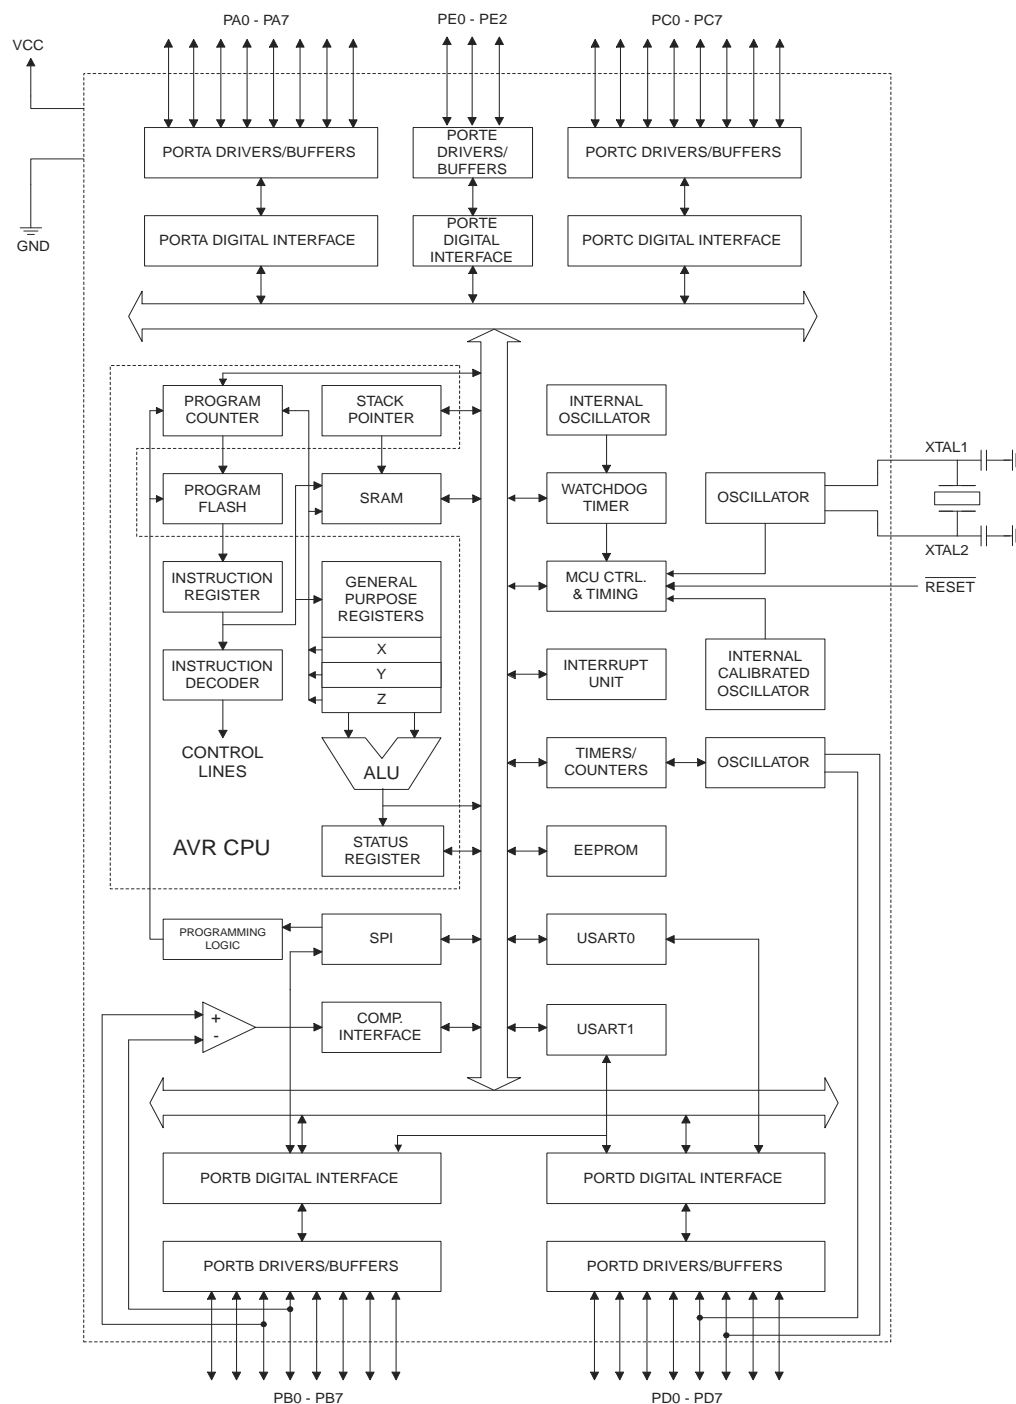 PA0 - PA7
PE0 - PE2
PC0 - PC7
VCC
PORTA DRIVERS/BUFFERS
PORTE
DRIVERS/
BUFFERS
PORTC DRIVERS/BUFFERS
GND
PORTA DIGITAL INTERFACE
PORTE
DIGITAL
INTERFACE
PORTC DIGITAL INTERFACE
PROGRAM
COUNTER
STACK
POINTER
INTERNAL
OSCILLATOR
XTAL1
PROGRAM
FLASH
SRAM
WATCHDOG
TIMER
OSCILLATOR
XTAL2
INSTRUCTION
REGISTER
GENERAL
PURPOSE
REGISTERS
MCU CTRL.
& TIMING
RESET
X
Y
Z
INSTRUCTION
DECODER
INTERRUPT
UNIT
INTERNAL
CALIBRATED
OSCILLATOR
CONTROL
LINES
ALU
TIMERS/
COUNTERS
OSCILLATOR
AVR CPU
STATUS
REGISTER
EEPROM
PROGRAMMING
LOGIC
SPI
USART0
+
-
COMP.
INTERFACE
USART1
PORTB DIGITAL INTERFACE
PORTD DIGITAL INTERFACE
PORTB DRIVERS/BUFFERS
PORTD DRIVERS/BUFFERS
PB0 - PB7
PD0 - PD7